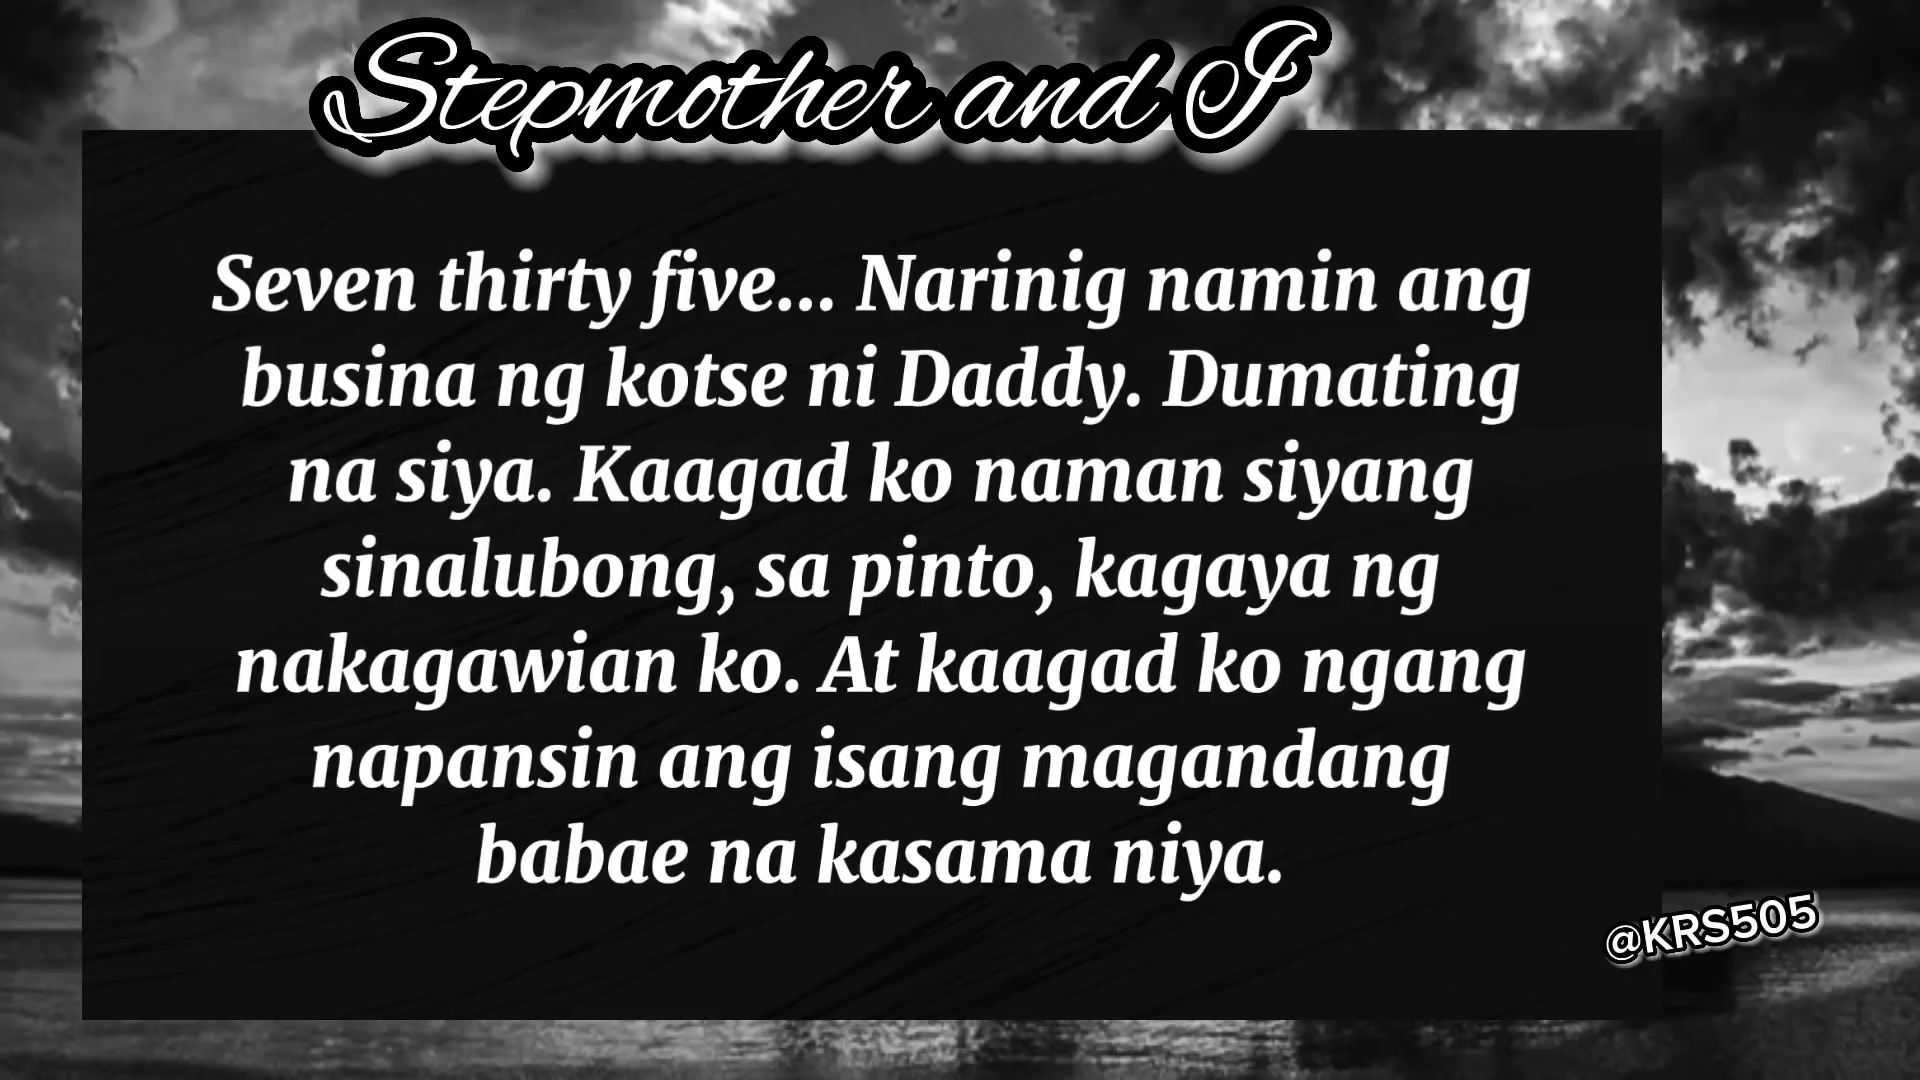 Stepmother and I
Seven thirty five... Narinig namin ang
busina ng kotse ni Daddy. Dumating
na siya. Kaagad ko naman siyang
sinalubong, sa pinto, kagaya ng
nakagawian ko. At kaagad ko ngang
napansin ang isang magandang
babae na kasama niya.
@KRS505